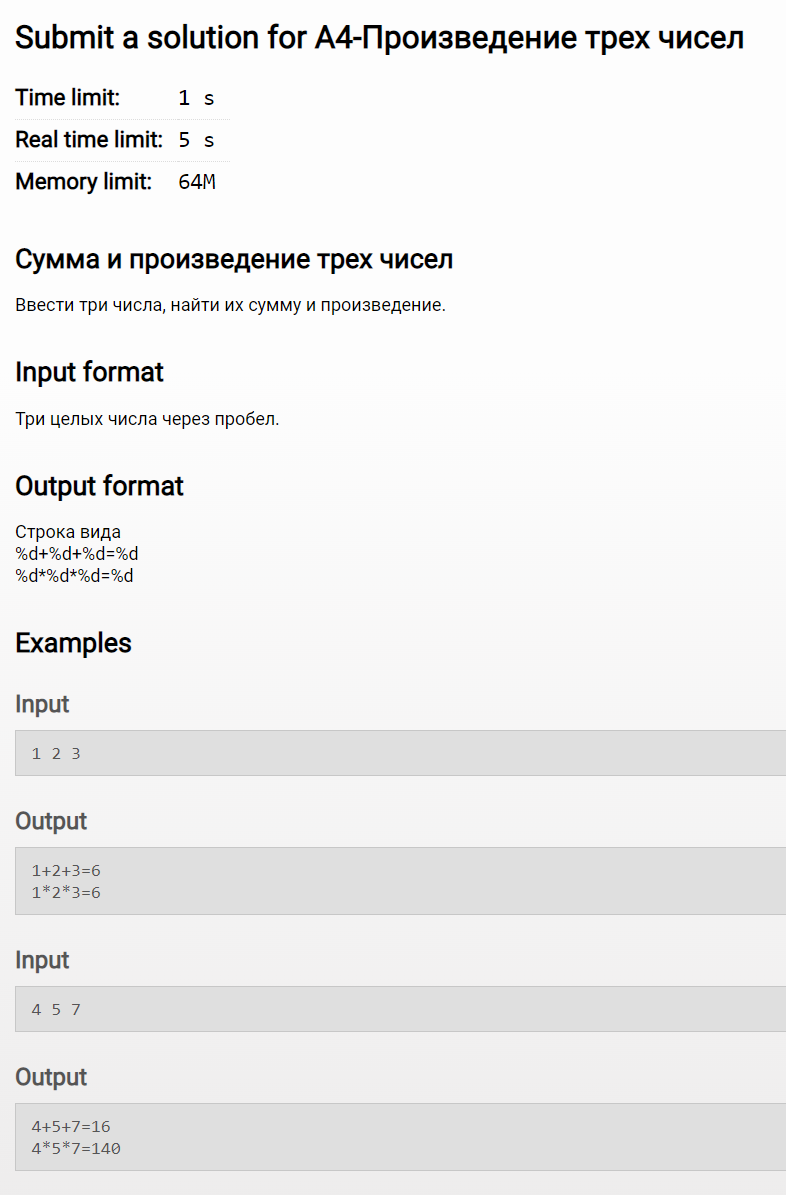 Submit a solution for A4-Произведение трех чисел
Time limit: 1 s
Real time limit: 5 s
Memory limit: 64M
Сумма и произведение трех чисел
Ввести три числа, найти их сумму и произведение.
Input format
Три целых числа через пробел.
Output format
Строка вида
%d+%d+%d=%d
%d*%d*%d=%d
Examples
Input
1 2 3
Output
1+2+3=6
1*2*3=6
Input
4 5 7
Output
4+5+7=16
4*5*7=140